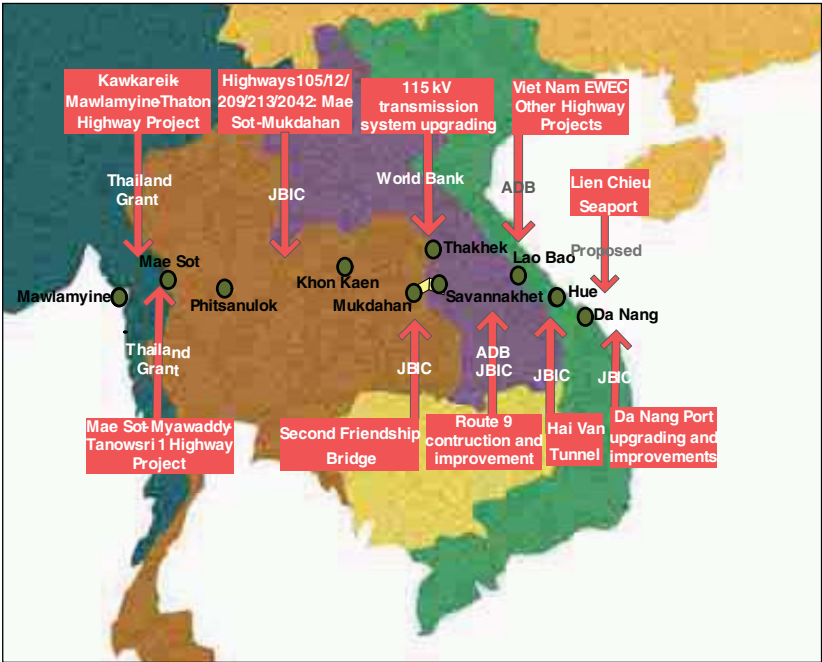 Kawkareik-
Mawlamyine-Thaton
Highway Project
Highways105/12/
209/213/2042: Mae
Sot-Mukdahan
115 kV
transmission
system upgrading
Viet Nam EWEC
Other Highway
Projects
Lien Chieu
Seaport
Thailand
Grant
JBIC
World Bank
ADB
Proposed
Mae Sot
Mawlamyine
Phitsanulok
Khon Kaen
Mukdahan
Thakhek
Savannakhet
Lao Bao
Hue
Da Nang
Thailand
Grant
JBIC
ADB
JBIC
JBIC
JBIC
Mae Sot-Myawaddy-
Tanowsri 1 Highway
Project
Second Friendship
Bridge
Route 9
contruction and
improvement
Hai Van
Tunnel
Da Nang Port
upgrading and
improvements